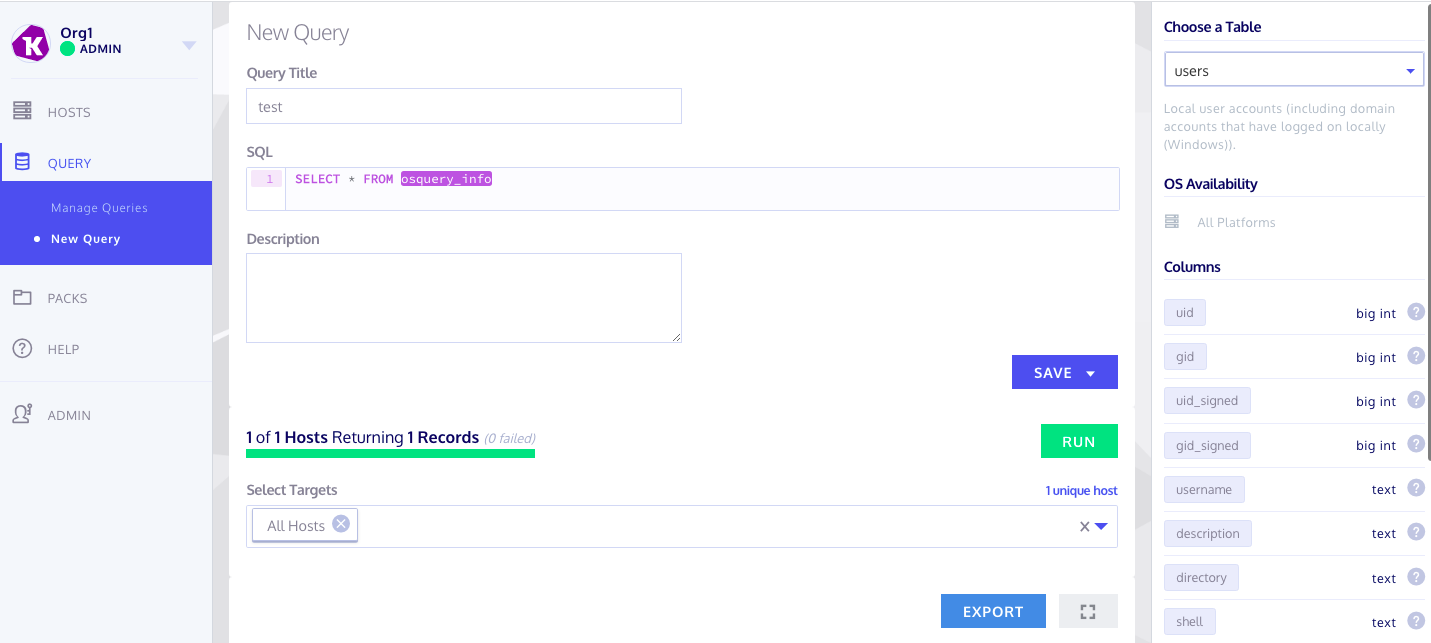 Org1
ADMIN
HOSTS
QUERY
Manage Queries
New Query
PACKS
HELP
ADMIN
New Query
Query Title
test
SQL
1 SELECT * FROM osquery_info
Description
SAVE
1 of 1 Hosts Returning 1 Records (0 failed)
RUN
Select Targets
1 unique host
All Hosts
EXPORT
Choose a Table
users
Local user accounts (including domain
accounts that have logged on locally
(Windows)).
OS Availability
All Platforms
Columns
uid big int ?
gid big int ?
uid_signed big int ?
gid_signed big int ?
username text ?
description text ?
directory text ?
shell text ?